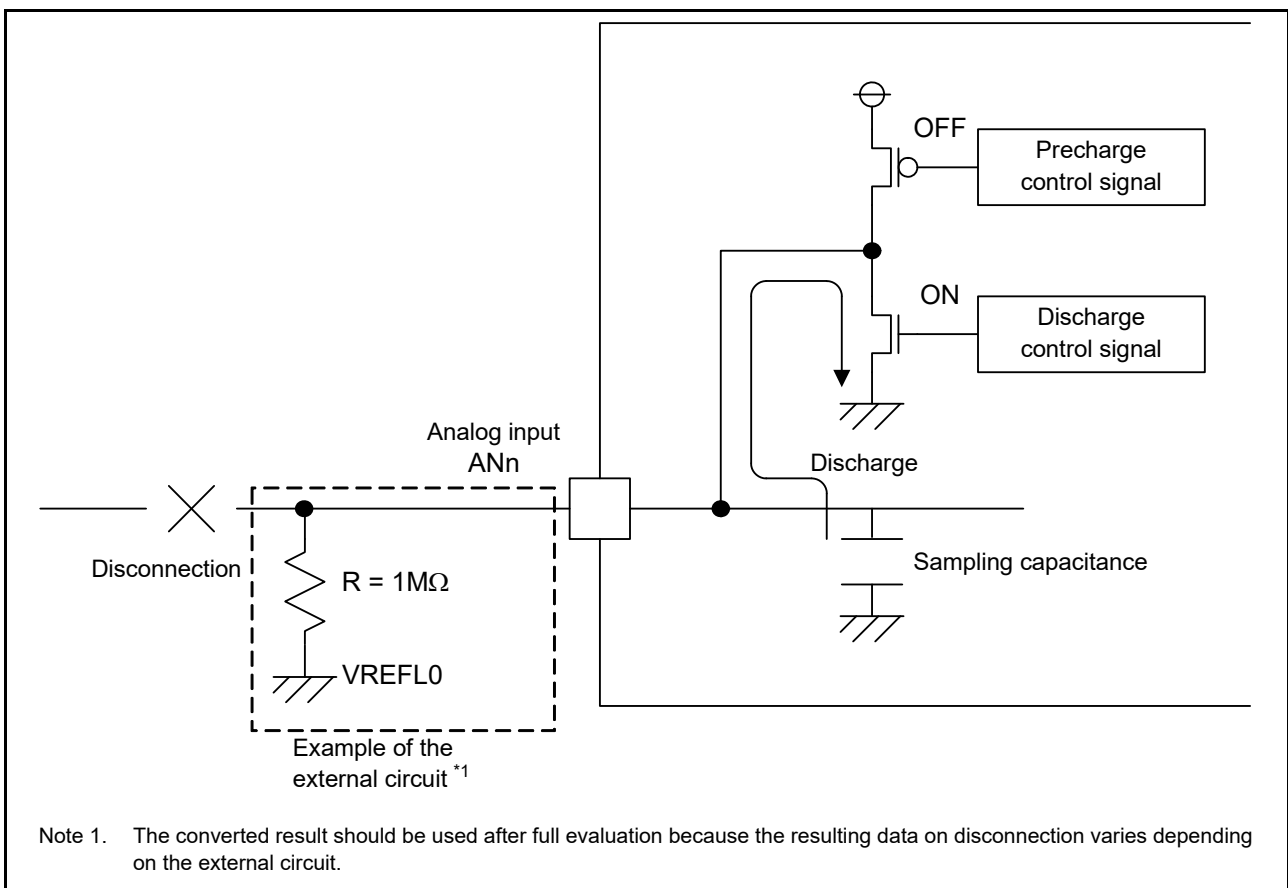 OFF
Precharge
control signal
ON
Discharge
control signal
Analog input
ANn
Discharge
Disconnection
R = 1MΩ
Sampling capacitance
VREFL0
Example of the
external circuit *1
Note 1. The converted result should be used after full evaluation because the resulting data on disconnection varies depending
on the external circuit.